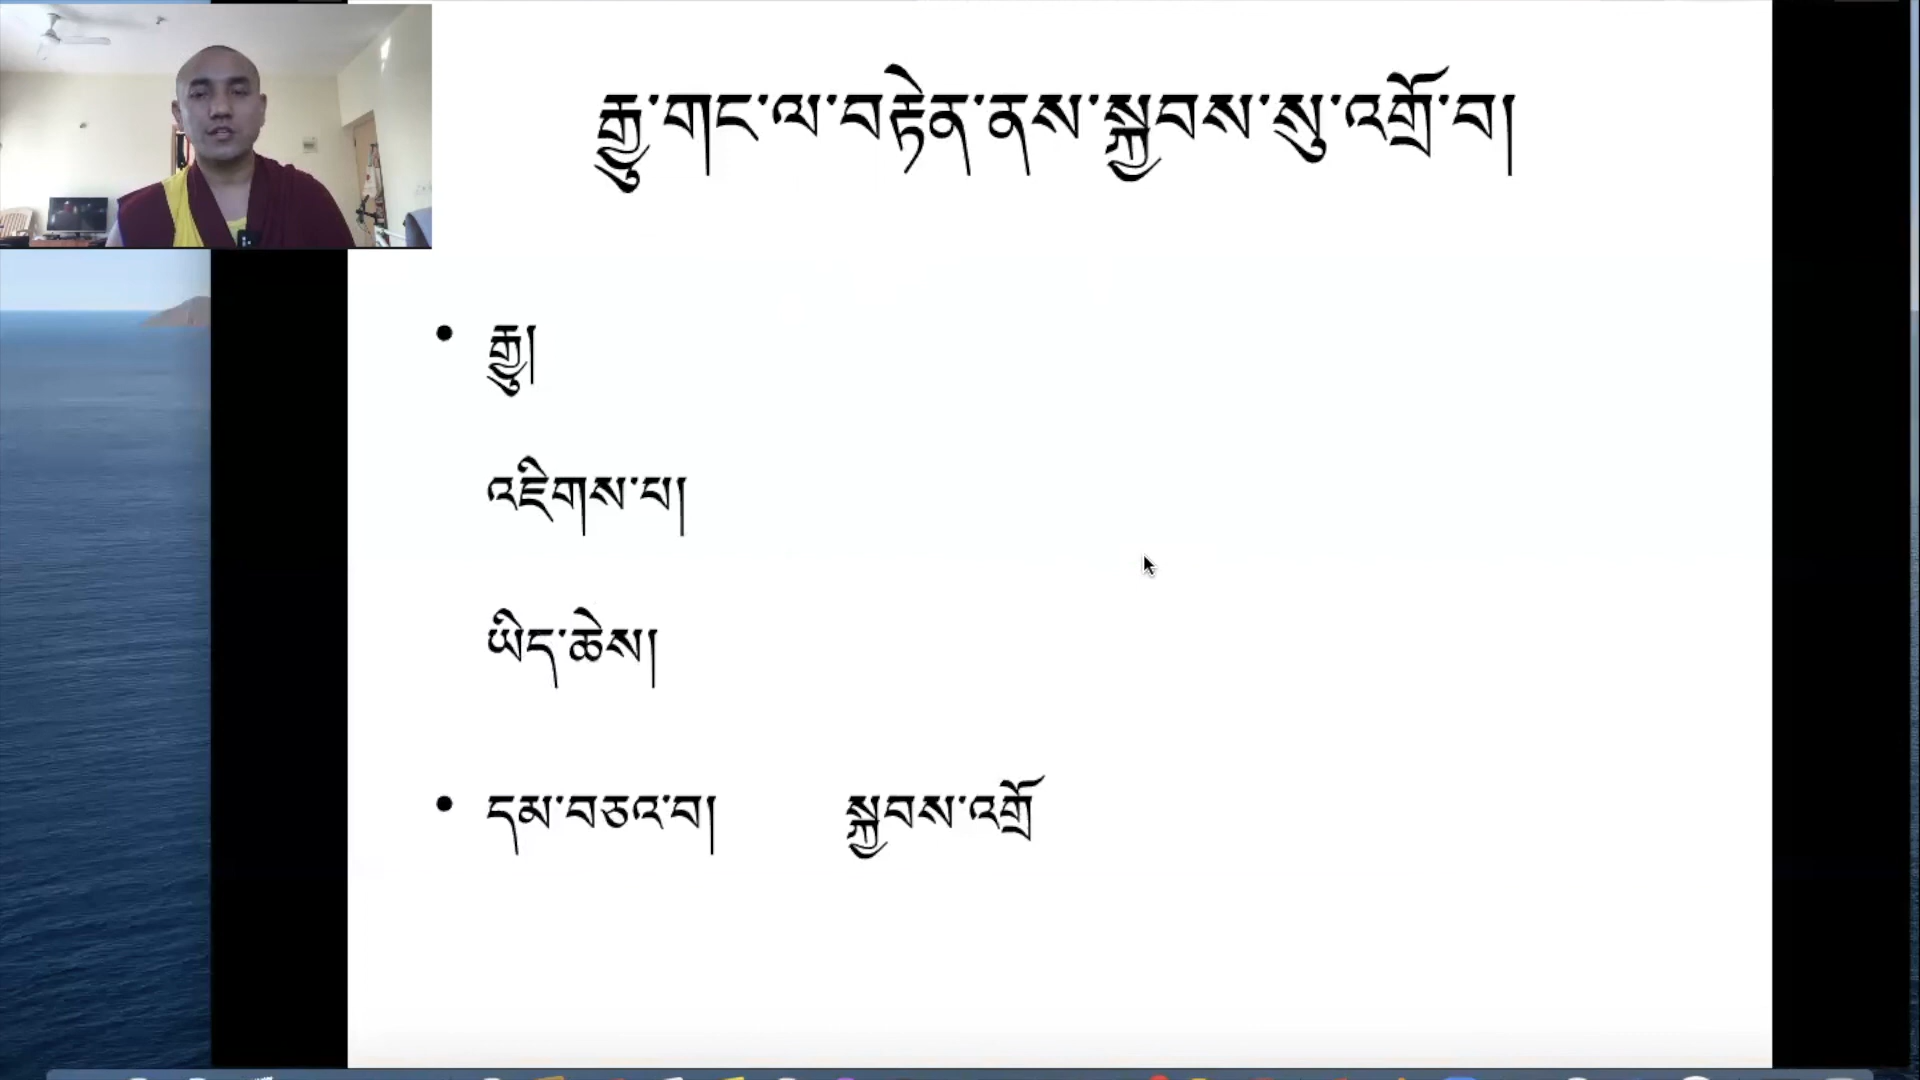 རྒྱུ་གང་ལ་བརྟེན་ནས་སྐྱབས་སུ་འགྲོ་བ།
• རྒྱུ།
འཇིགས་པ།
ཡིད་ཆེས།
• དམ་བཅའ་བ། སྐྱབས་འགྲོ